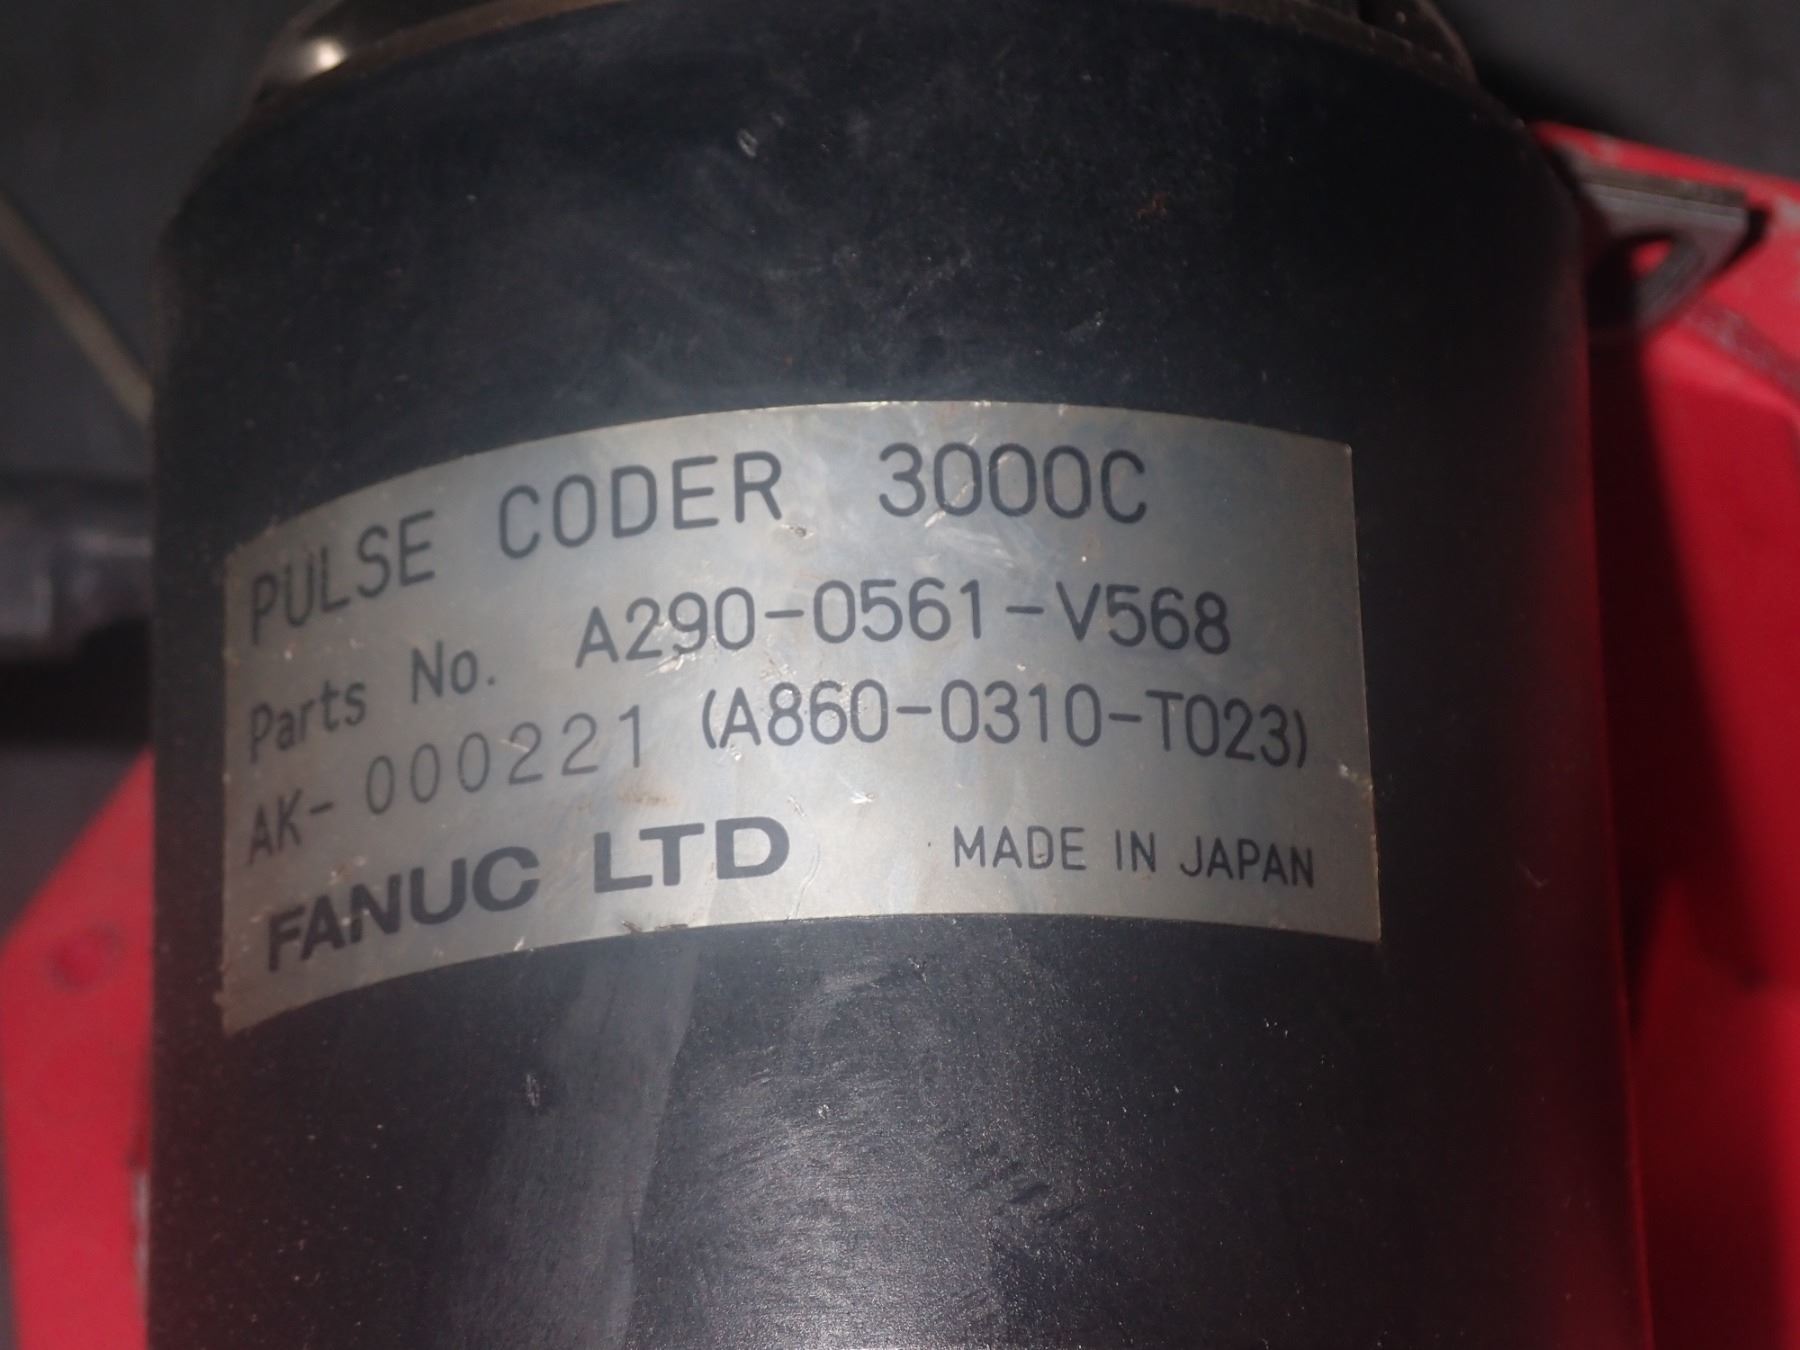 PULSE CODER 3000C
Parts No. A290-0561-V568
AK-000221 (A860-0310-T023)
FANUC LTD MADE IN JAPAN